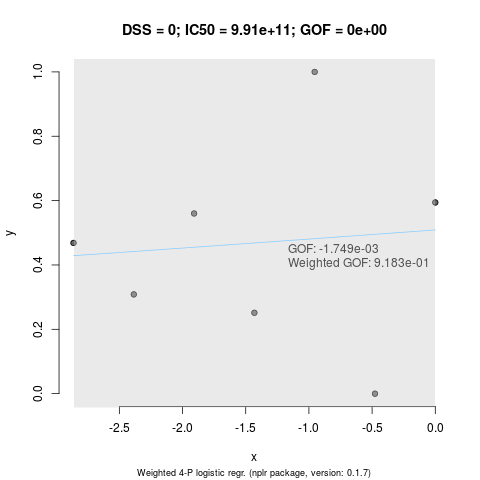 DSS = 0; IC50 = 9.91e+11; GOF = 0e+00
1.0
0.8
0.6
0.4
0.2
0.0
y
GOF: -1.749e-03
Weighted GOF: 9.183e-01
-2.5 -2.0 -1.5 -1.0 -0.5 0.0
x
Weighted 4-P logistic regr. (nplr package, version: 0.1.7)